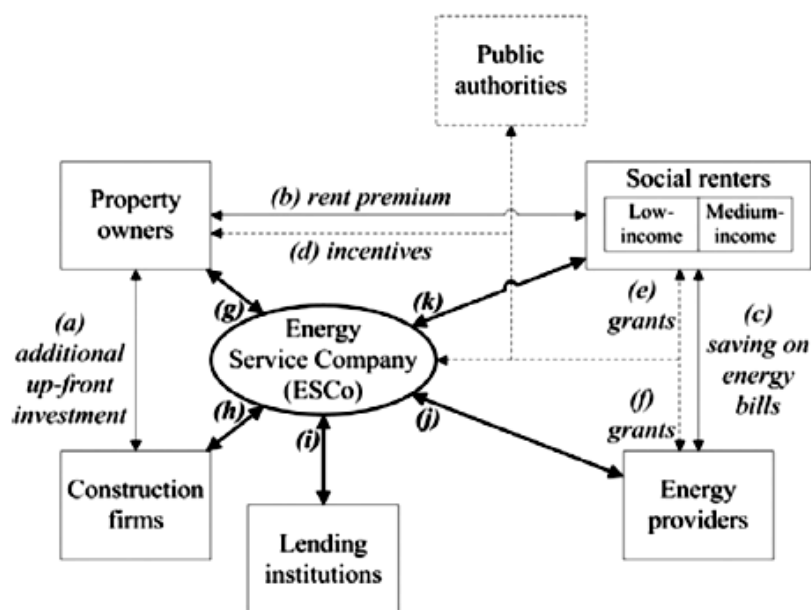 Public
authorities
Property
owners
(b) rent premium
Social renters
Low-
income
Medium-
income
(d) incentives
(g)
(k)
(e)
grants
(a)
additional
up-front
investment
Energy
Service Company
(ESCo)
(c)
saving on
energy
bills
(h)
(i)
(j)
(f)
grants
Construction
firms
Lending
institutions
Energy
providers